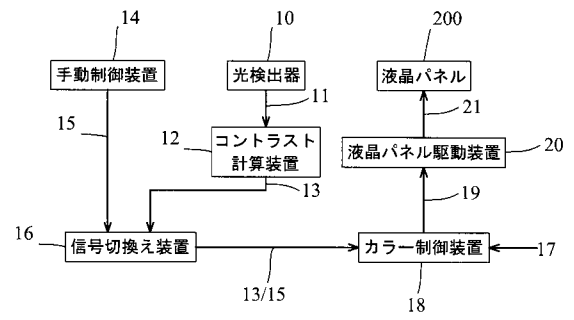 14
10
200
手動制御装置
光検出器
液晶パネル
11
21
15
12
コントラスト
計算装置
液晶パネル駆動装置
20
13
19
16
信号切換え装置
カラー制御装置
17
13/15
18